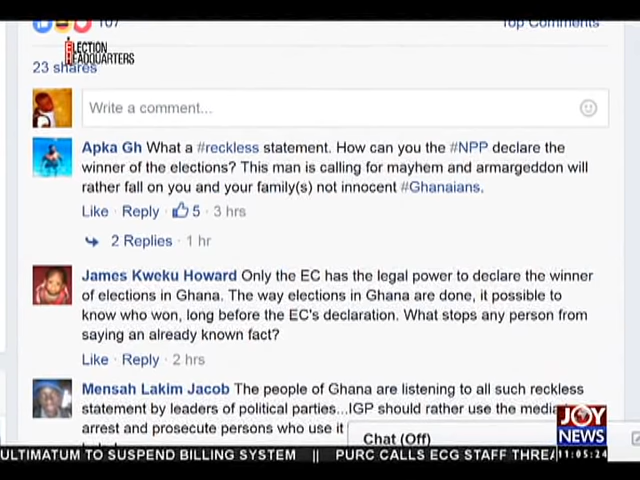 107
Top Comments
ELECTION
HEADQUARTERS
23 shares
Write a comment...
Apka Gh What a #reckless statement. How can you the #NPP declare the
winner of the elections? This man is calling for mayhem and armargeddon will
rather fall on you and your family(s) not innocent #Ghanaians.
Like · Reply · 5 · 3 hrs
2 Replies · 1 hr
James Kweku Howard Only the EC has the legal power to declare the winner
of elections in Ghana. The way elections in Ghana are done, it possible to
know who won, long before the EC's declaration. What stops any person from
saying an already known fact?
Like · Reply · 2 hrs
Mensah Lakim Jacob The people of Ghana are listening to all such reckless
statement by leaders of political parties...IGP should rather use the media
arrest and prosecute persons who use it
Chat (Off)
JOY
NEWS
ULTIMATUM TO SUSPEND BILLING SYSTEM || PURC CALLS ECG STAFF THREA
11:05:24